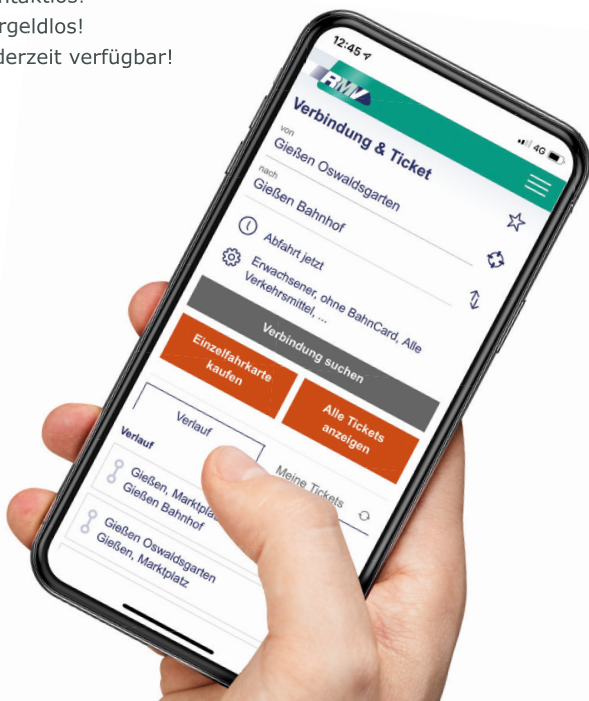 ntaktlos!
rgeldlos!
derzeit verfügbar!
12:45
4G
RMV
Verbindung & Ticket
von
Gießen Oswaldsgarten
nach
Gießen Bahnhof
Abfahrt jetzt
Erwachsener, ohne BahnCard, Alle
Verkehrsmittel, ...
Verbindung suchen
Einzelfahrkarte
kaufen
Alle Tickets
anzeigen
Verlauf
Meine Tickets
Verlauf
Gießen, Marktpla
Gießen Bahnhof
Gießen Oswaldsgarten
Gießen, Marktplatz